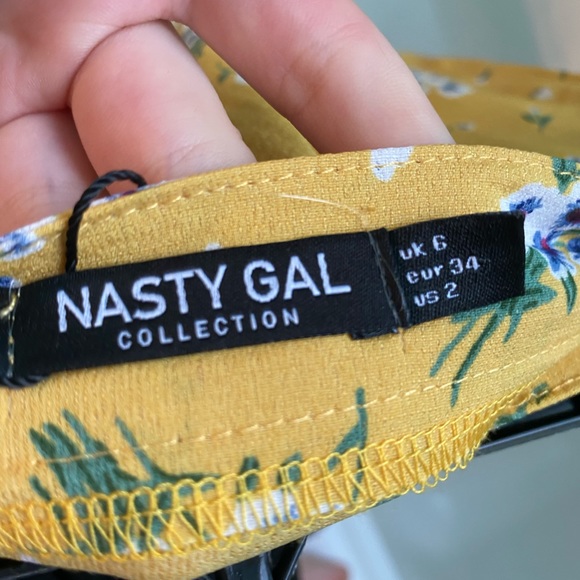 NASTY GAL
COLLECTION
uk 6
eur 34
us 2